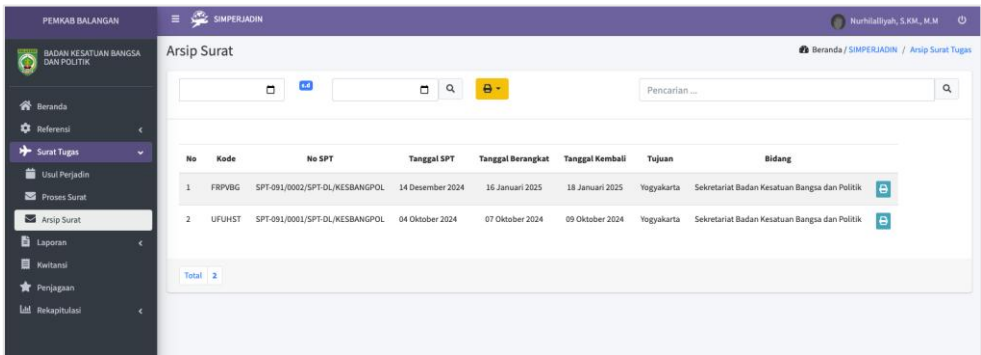 PEMKAB BALANGAN
SIMPERJADIN
Nurhilalliyah, S.KM., M.M
BADAN KESATUAN BANGSA
DAN POLITIK
Arsip Surat
Beranda / SIMPERJADIN / Arsip Surat Tugas
s.d
Pencarian ...
Beranda
Referensi
Surat Tugas
Usul Perjadin
Proses Surat
Arsip Surat
Laporan
Kwitansi
Penjagaan
Rekapitulasi
No Kode No SPT Tanggal SPT Tanggal Berangkat Tanggal Kembali Tujuan Bidang
1 FRPVBG SPT-091/0002/SPT-DL/KESBANGPOL 14 Desember 2024 16 Januari 2025 18 Januari 2025 Yogyakarta Sekretariat Badan Kesatuan Bangsa dan Politik
2 UFUHST SPT-091/0001/SPT-DL/KESBANGPOL 04 Oktober 2024 07 Oktober 2024 09 Oktober 2024 Yogyakarta Sekretariat Badan Kesatuan Bangsa dan Politik
Total 2